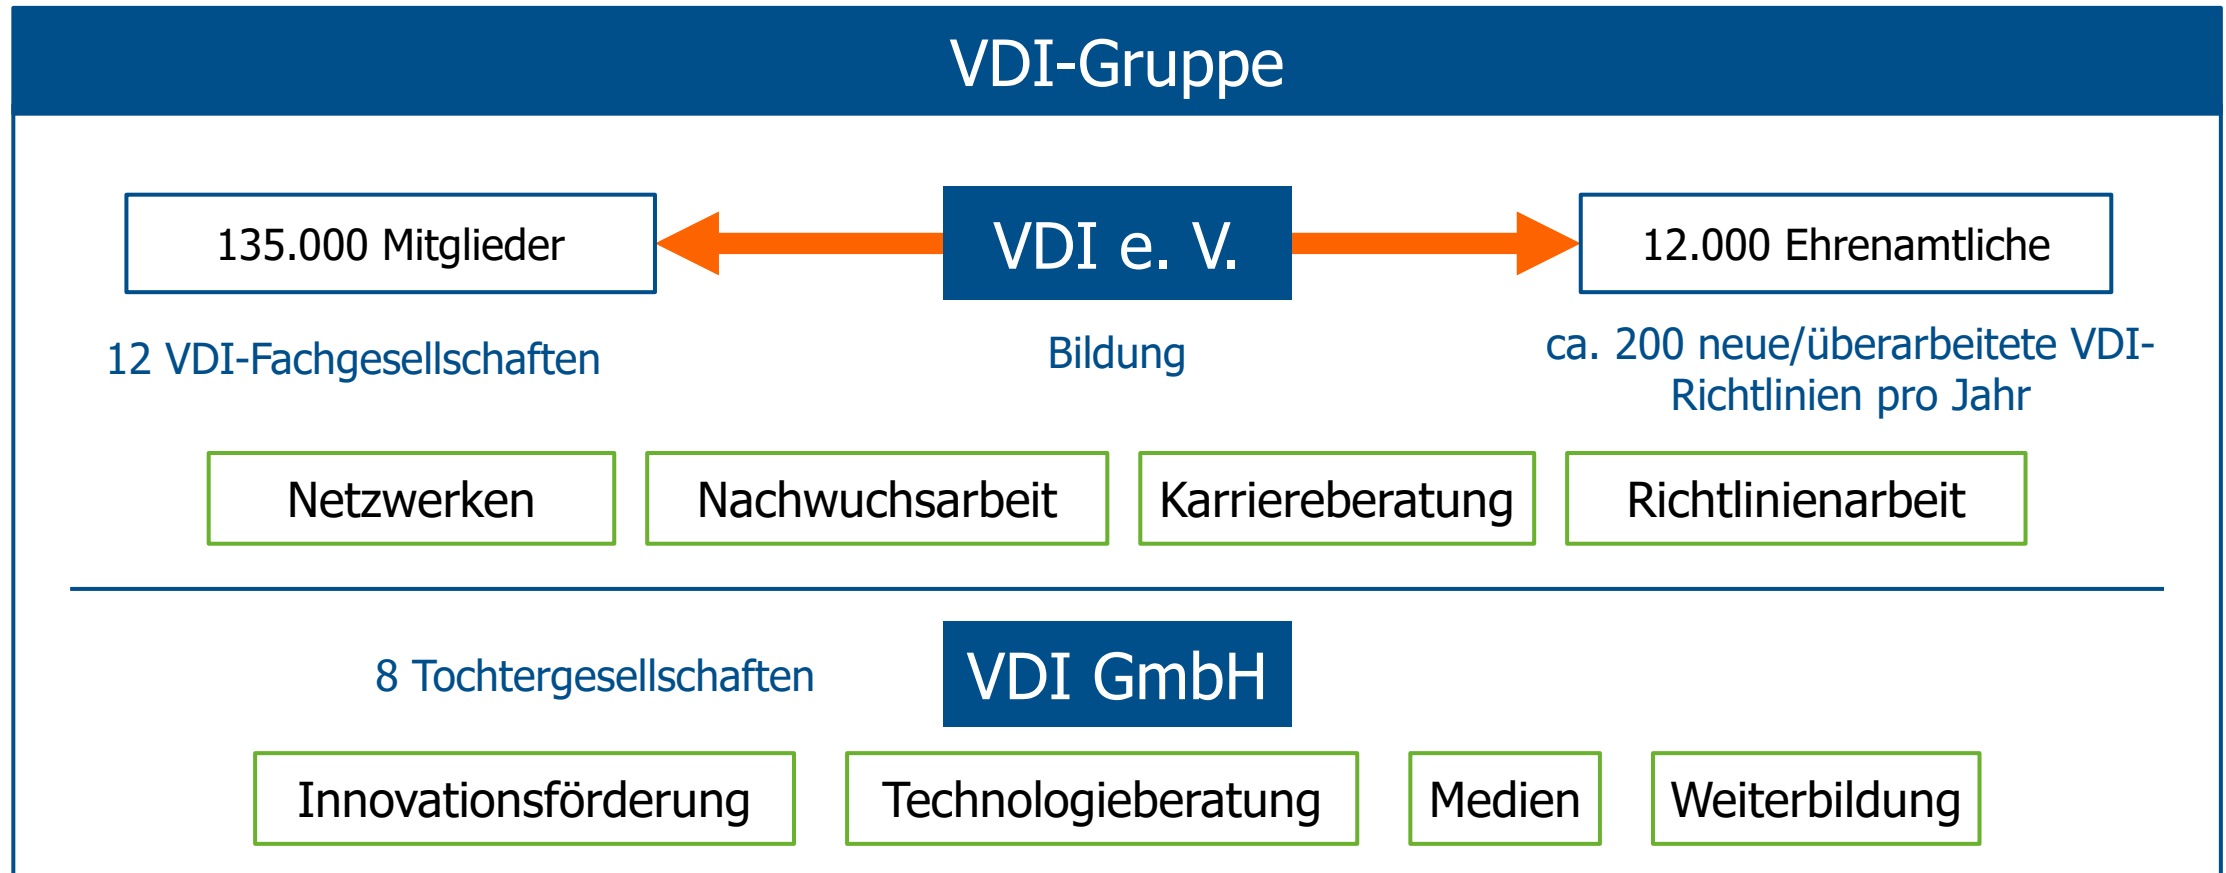 VDI-Gruppe
135.000 Mitglieder
VDI e. V.
12.000 Ehrenamtliche
12 VDI-Fachgesellschaften
Bildung
ca. 200 neue/überarbeitete VDI-
Richtlinien pro Jahr
Netzwerken
Nachwuchsarbeit
Karriereberatung
Richtlinienarbeit
8 Tochtergesellschaften
VDI GmbH
Innovationsförderung
Technologieberatung
Medien
Weiterbildung